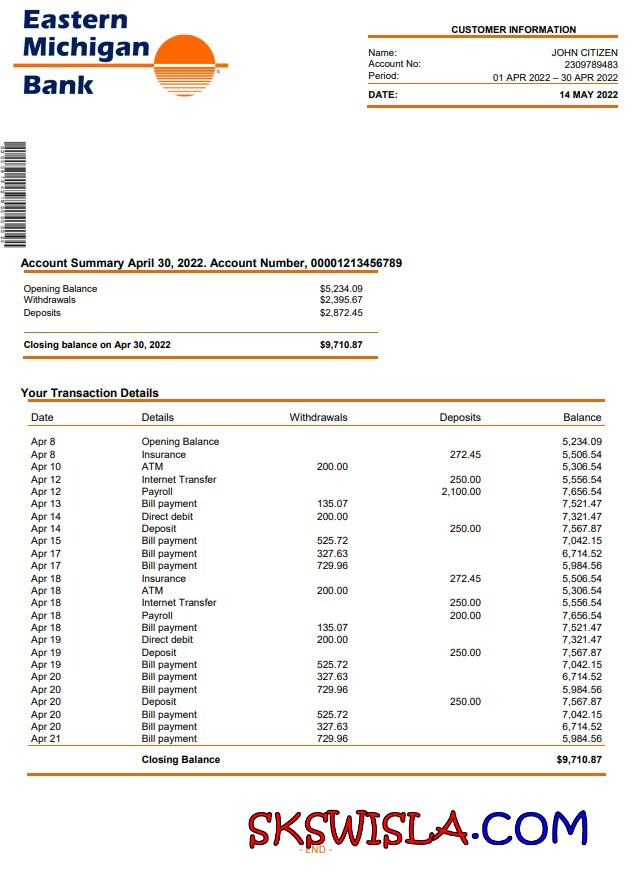 Eastern
Michigan
Bank
CUSTOMER INFORMATION
Name: JOHN CITIZEN
Account No: 2309789483
Period: 01 APR 2022 – 30 APR 2022
DATE: 14 MAY 2022
Account Summary April 30, 2022. Account Number, 00001213456789
Opening Balance $5,234.09
Withdrawals $2,395.67
Deposits $2,872.45
Closing balance on Apr 30, 2022 $9,710.87
Your Transaction Details
Date Details Withdrawals Deposits Balance
Apr 8 Opening Balance 5,234.09
Apr 8 Insurance 272.45 5,506.54
Apr 10 ATM 200.00 5,306.54
Apr 12 Internet Transfer 250.00 5,556.54
Apr 12 Payroll 2,100.00 7,656.54
Apr 13 Bill payment 135.07 7,521.47
Apr 14 Direct debit 200.00 7,321.47
Apr 14 Deposit 250.00 7,567.87
Apr 15 Bill payment 525.72 7,042.15
Apr 17 Bill payment 327.63 6,714.52
Apr 17 Bill payment 729.96 5,984.56
Apr 18 Insurance 272.45 5,506.54
Apr 18 ATM 200.00 5,306.54
Apr 18 Internet Transfer 250.00 5,556.54
Apr 18 Payroll 200.00 7,656.54
Apr 18 Bill payment 135.07 7,521.47
Apr 19 Direct debit 200.00 7,321.47
Apr 19 Deposit 250.00 7,567.87
Apr 19 Bill payment 525.72 7,042.15
Apr 20 Bill payment 327.63 6,714.52
Apr 20 Bill payment 729.96 5,984.56
Apr 20 Deposit 250.00 7,567.87
Apr 20 Bill payment 525.72 7,042.15
Apr 20 Bill payment 327.63 6,714.52
Apr 21 Bill payment 729.96 5,984.56
Closing Balance $9,710.87
SKSWISLA.COM
- END -